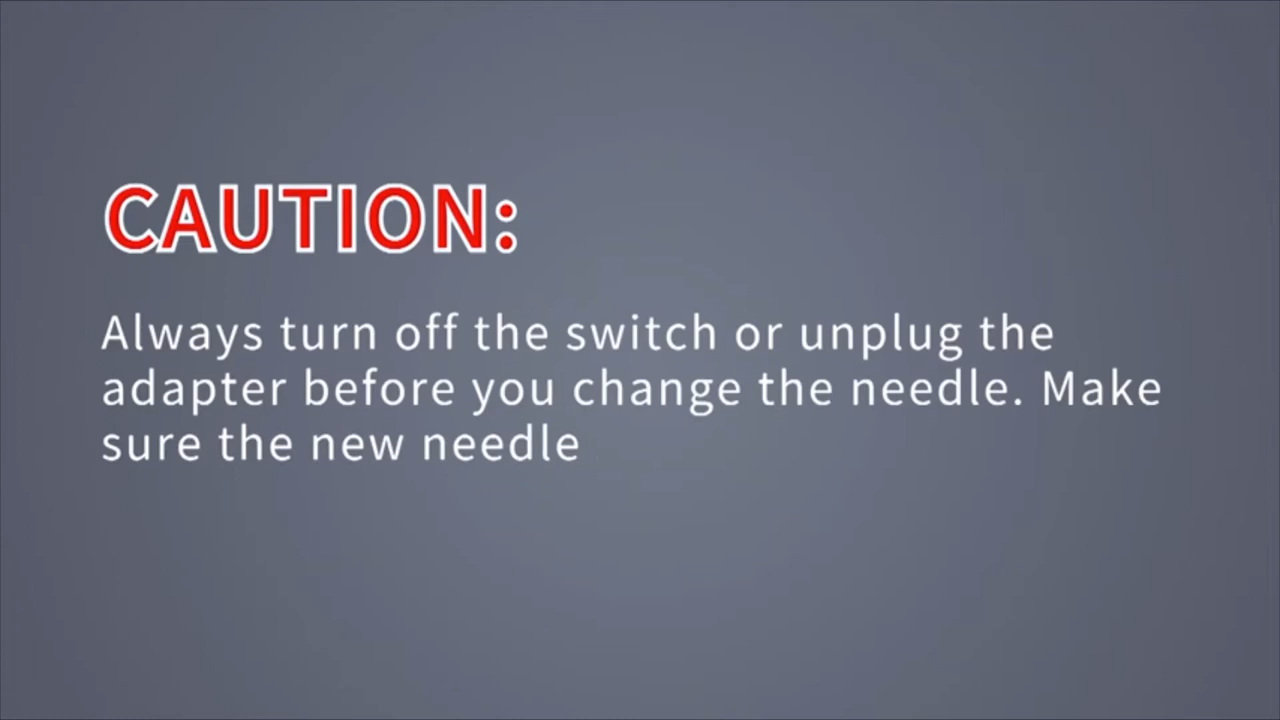 CAUTION:
Always turn off the switch or unplug the
adapter before you change the needle. Make
sure the new needle